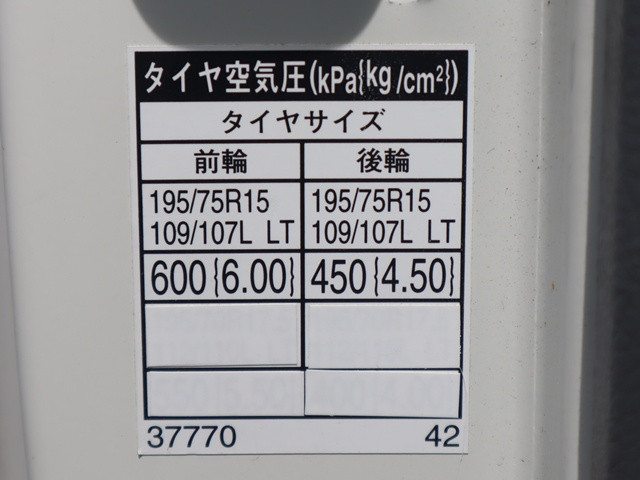 タイヤ空気圧(kPa{kg/cm²})
タイヤサイズ
前輪 後輪
195/75R15 195/75R15
109/107L LT 109/107L LT
600{6.00} 450{4.50}
37770 42